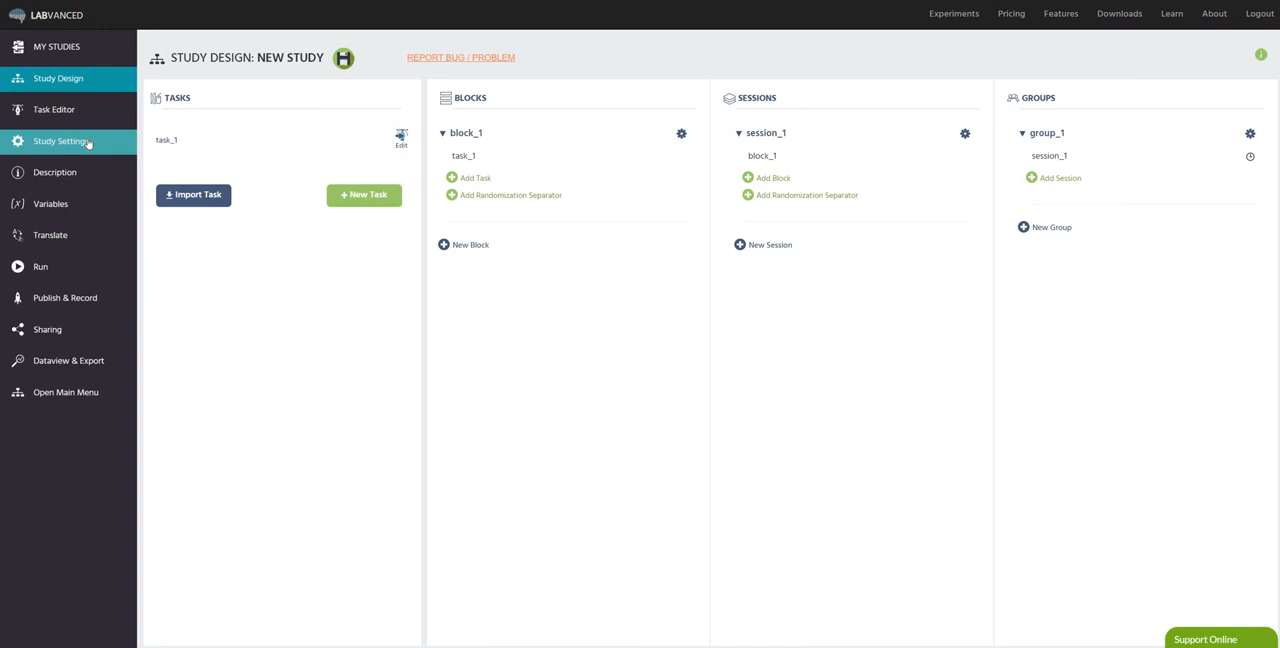 LABVANCED
Experiments Pricing Features Downloads Learn About Logout
MY STUDIES
Study Design
Task Editor
Study Settings
Description
Variables
Translate
Run
Publish & Record
Sharing
Dataview & Export
Open Main Menu
STUDY DESIGN: NEW STUDY
REPORT BUG / PROBLEM
TASKS
task_1
Edit
Import Task
+ New Task
BLOCKS
block_1
task_1
Add Task
Add Randomization Separator
New Block
SESSIONS
session_1
block_1
Add Block
Add Randomization Separator
New Session
GROUPS
group_1
session_1
Add Session
New Group
Support Online